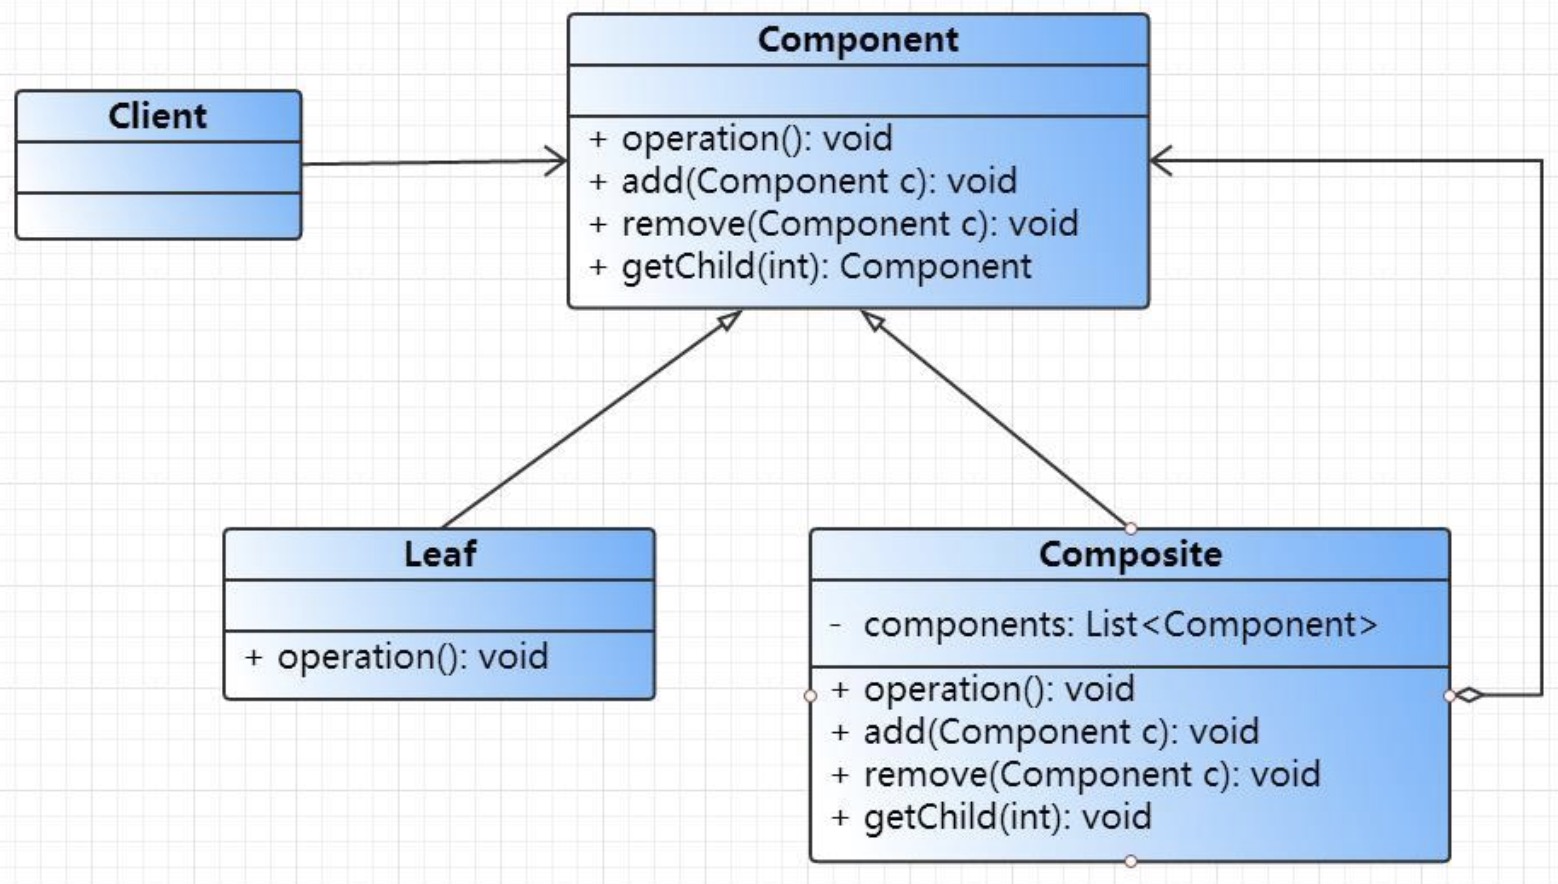 Component
+ operation(): void
+ add(Component c): void
+ remove(Component c): void
+ getChild(int): Component
Client
Leaf
+ operation(): void
Composite
- components: List<Component>
+ operation(): void
+ add(Component c): void
+ remove(Component c): void
+ getChild(int): void